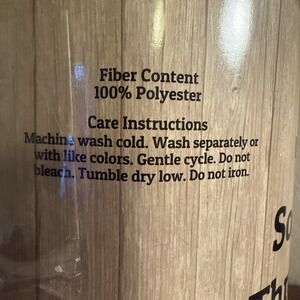 Fiber Content
100% Polyester
Care Instructions
Machine wash cold. Wash separately or
with like colors. Gentle cycle. Do not
bleach. Tumble dry low. Do not iron.